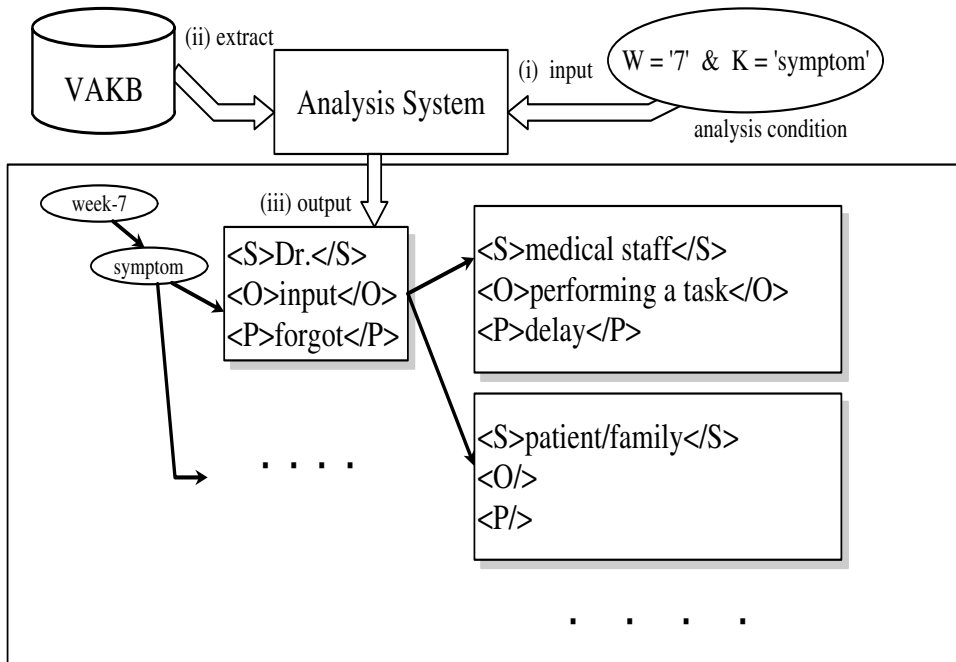 (ii) extract
VAKB
Analysis System
(i) input
W = '7' & K = 'symptom'
analysis condition
(iii) output
week-7
symptom
<S>Dr.</S>
<O>input</O>
<P>forgot</P>
<S>medical staff</S>
<O>performing a task</O>
<P>delay</P>
<S>patient/family</S>
<O/>
<P/>
. . . .
. . . .